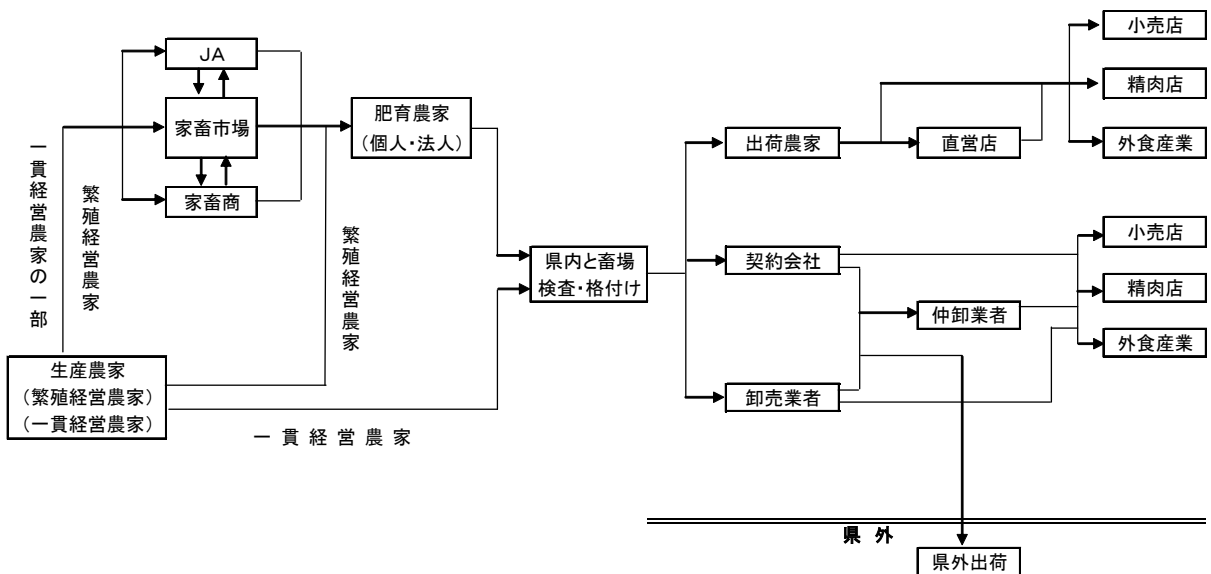 JA
家畜市場
家畜商
一貫経営農家の一部
繁殖経営農家
生産農家
(繁殖経営農家)
(一貫経営農家)
肥育農家
(個人・法人)
繁殖経営農家
一貫経営農家
県内と畜場
検査・格付け
出荷農家
直営店
小売店
精肉店
外食産業
契約会社
仲卸業者
卸売業者
小売店
精肉店
外食産業
県外
県外出荷